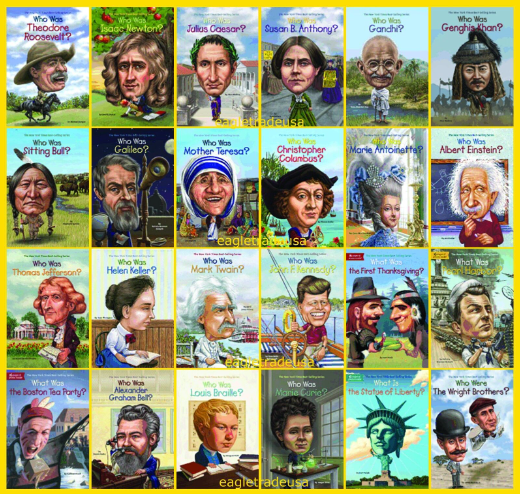 Who Was
Theodore
Roosevelt?
Who Was
Isaac Newton?
Who Was
Julius Caesar?
Who Was
Susan B. Anthony?
Who Was
Gandhi?
Who Was
Genghis Khan?
eagletradeusa
Who Was
Sitting Bull?
Who Was
Galileo?
Who Was
Mother Teresa?
Who Was
Christopher
Columbus?
Who Was
Marie Antoinette?
Who Was
Albert Einstein?
eagletradeusa
Who Was
Thomas Jefferson?
Who Was
Helen Keller?
Who Was
Mark Twain?
Who Was
John F. Kennedy?
What Was
the First Thanksgiving?
What Was
Pearl Harbor?
eagletradeusa
What Was
the Boston Tea Party?
Who Was
Alexander
Graham Bell?
Who Was
Louis Braille?
Who Was
Marie Curie?
What Is
the Statue of Liberty?
Who Were
The Wright Brothers?
eagletradeusa